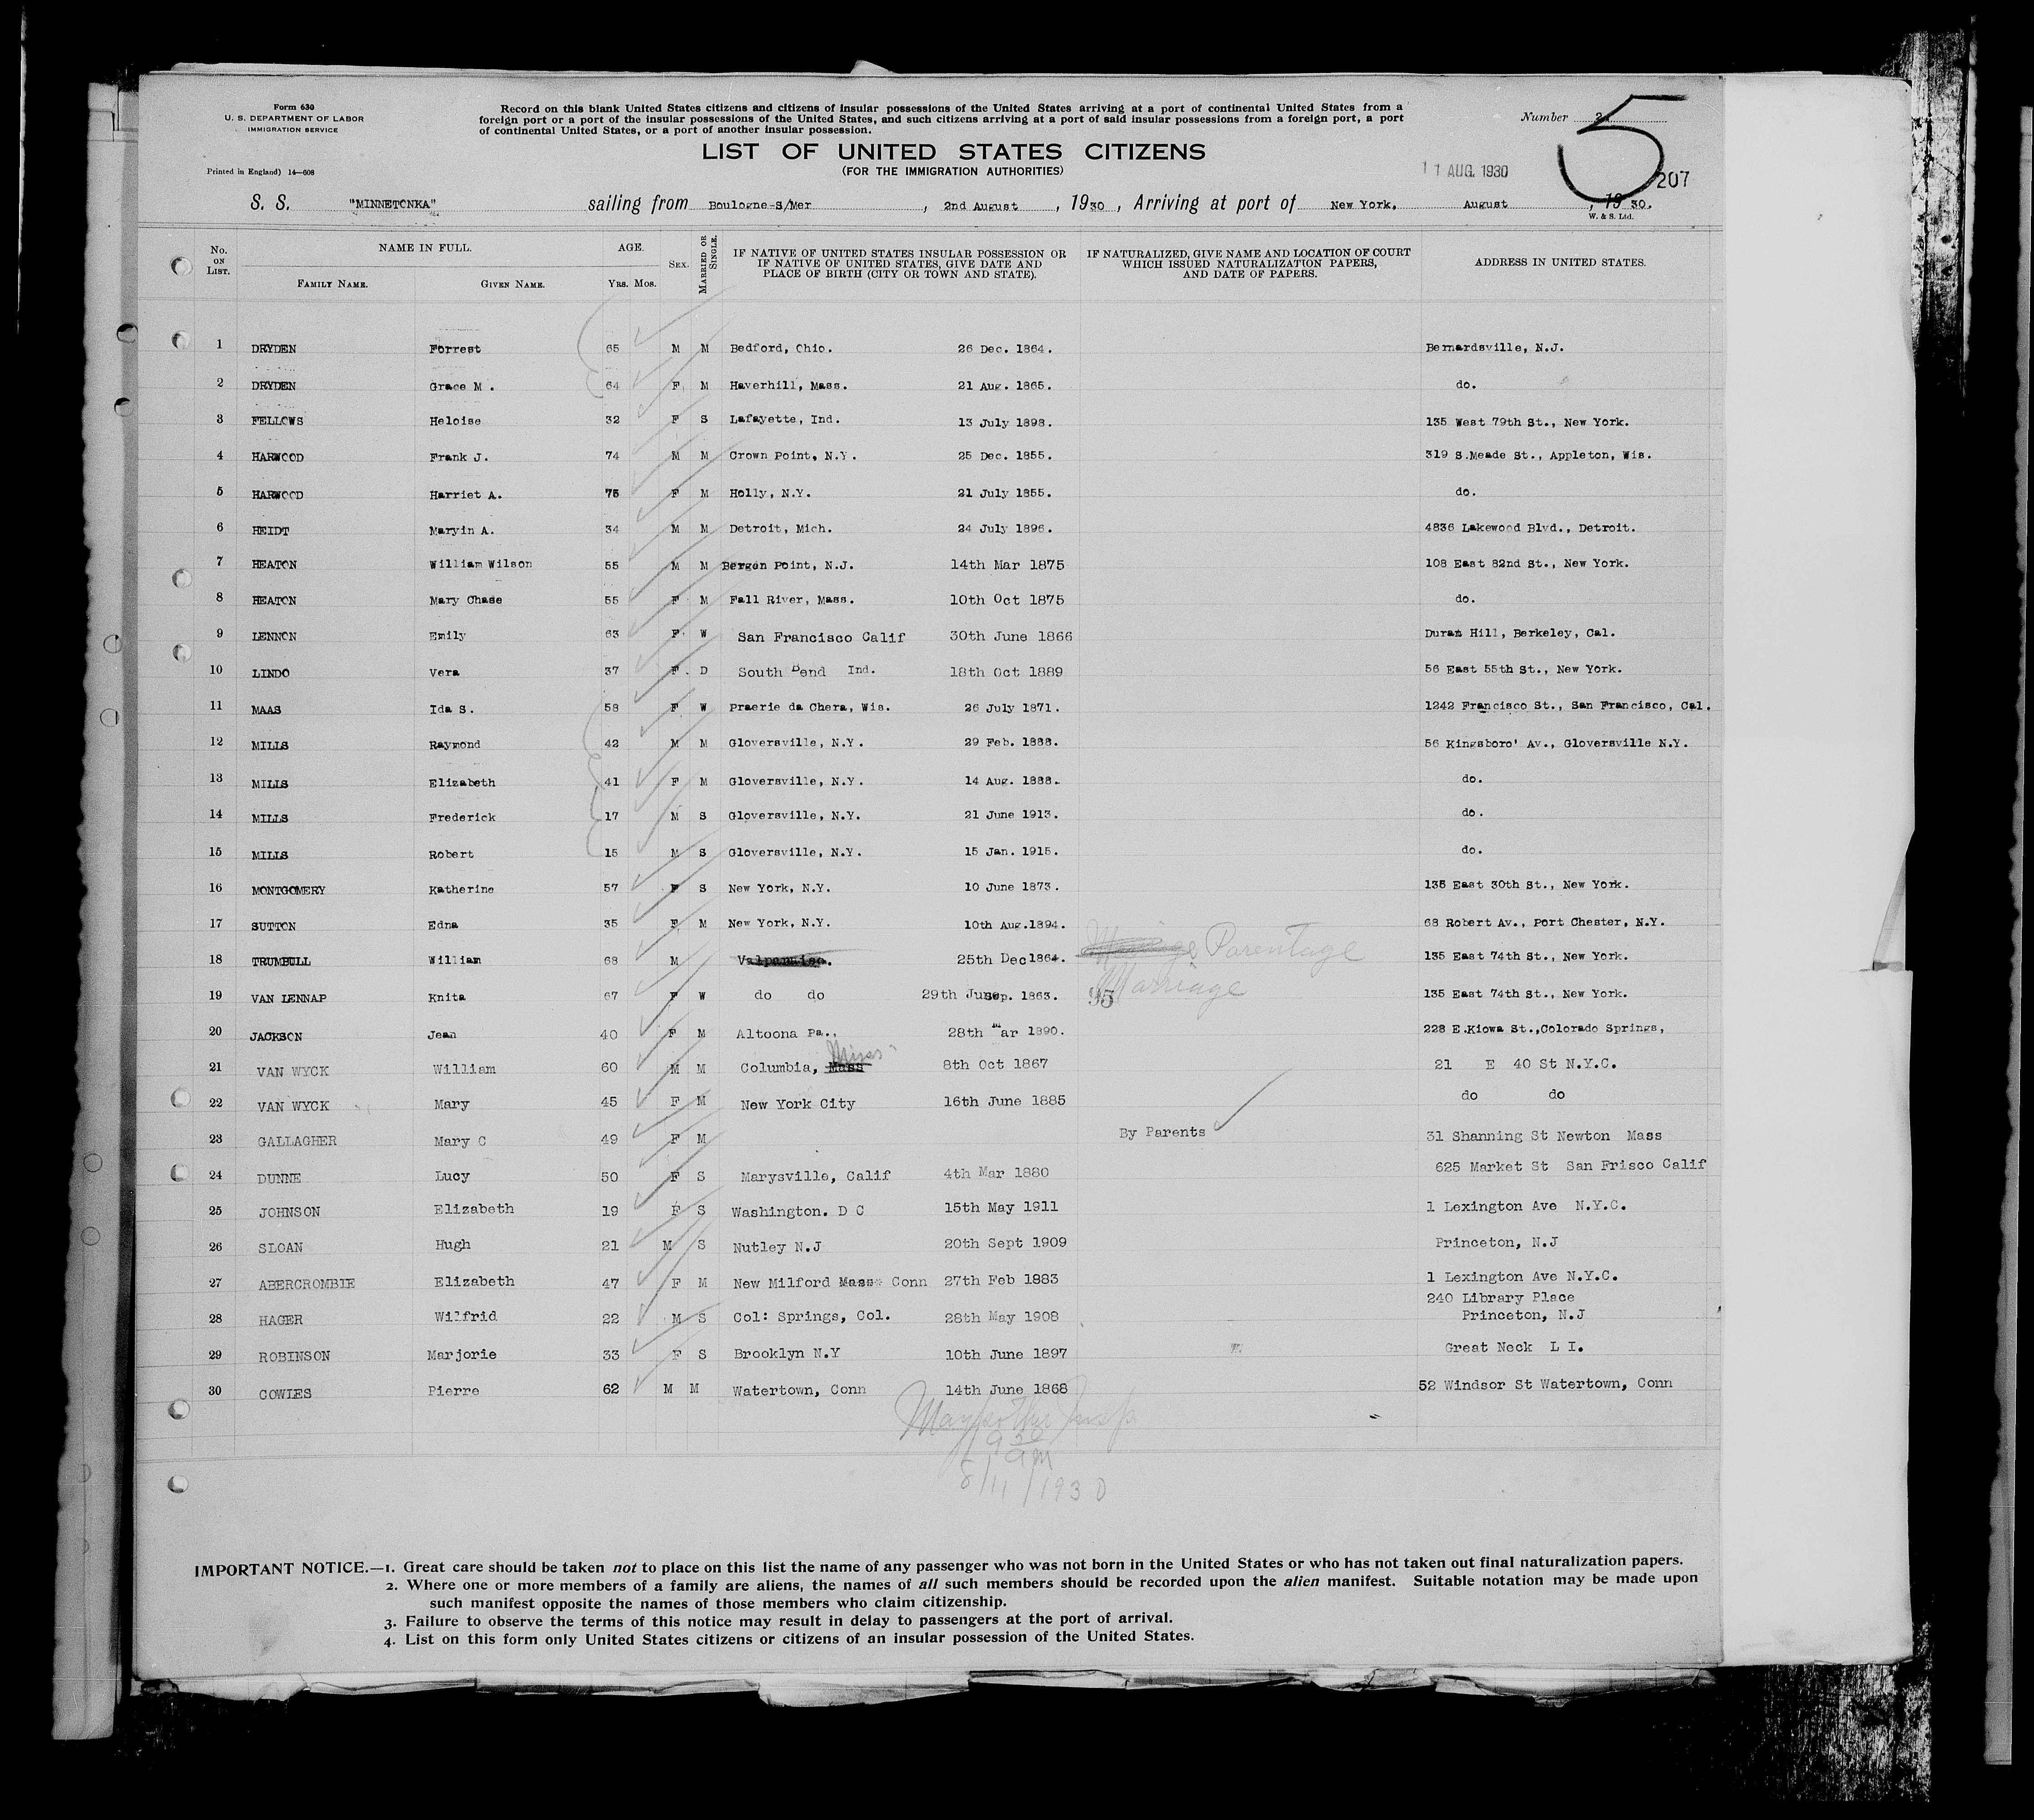 Form 630
U. S. DEPARTMENT OF LABOR
IMMIGRATION SERVICE
Printed in England) 14—608
Record on this blank United States citizens and citizens of insular possessions of the United States arriving at a port of continental United States from a
foreign port or a port of the insular possessions of the United States, and such citizens arriving at a port of said insular possessions from a foreign port, a port
of continental United States, or a port of another insular possession.
Number
5
LIST OF UNITED STATES CITIZENS
(FOR THE IMMIGRATION AUTHORITIES)
11 AUG. 1930
207
S. S. "MINNETONKA" sailing from Boulogne-S/Mer, 2nd August, 1930, Arriving at port of New York. August, 1930.
W. & S. Ltd.
No. ON LIST. NAME IN FULL. FAMILY NAME. GIVEN NAME. AGE. YRS. MOS. SEX. MARRIED OR SINGLE. IF NATIVE OF UNITED STATES INSULAR POSSESSION OR IF NATIVE OF UNITED STATES, GIVE DATE AND PLACE OF BIRTH (CITY OR TOWN AND STATE). IF NATURALIZED, GIVE NAME AND LOCATION OF COURT WHICH ISSUED NATURALIZATION PAPERS, AND DATE OF PAPERS. ADDRESS IN UNITED STATES.
1 DRYDEN Forrest 65 M M Bedford, Ohio. 26 Dec. 1864. Bernardsville, N.J.
2 DRYDEN Grace M. 64 F M Haverhill, Mass. 21 Aug. 1865. do.
3 FELLOWS Heloise 32 F S Lafayette, Ind. 13 July 1898. 135 West 79th St., New York.
4 HARWOOD Frank J. 74 M M Crown Point, N.Y. 25 Dec. 1855. 319 S.Meade St., Appleton, Wis.
5 HARWOOD Harriet A. 75 F M Holly, N.Y. 21 July 1855. do.
6 HEIDT Marvin A. 34 M M Detroit, Mich. 24 July 1896. 4836 Lakewood Blvd., Detroit.
7 HEATON William Wilson 55 M M Bergen Point, N.J. 14th Mar 1875 108 East 82nd St., New York.
8 HEATON Mary Chase 55 F M Fall River, Mass. 10th Oct 1875 do.
9 LENNON Emily 63 F W San Francisco Calif 30th June 1866 Duran Hill, Berkeley, Cal.
10 LINDO Vera 37 F. D South Bend Ind. 18th Oct 1889 56 East 55th St., New York.
11 MAAS Ida S. 58 F W Praerie da Chera, Wis. 26 July 1871. 1242 Francisco St., San Francisco, Cal.
12 MILLS Raymond 42 M M Gloversville, N.Y. 29 Feb. 1888. 56 Kingsboro' Av., Gloversville N.Y.
13 MILLS Elizabeth 41 F M Gloversville, N.Y. 14 Aug. 1888. do.
14 MILLS Frederick 17 M S Gloversville, N.Y. 21 June 1913. do.
15 MILLS Robert 15 M S Gloversville, N.Y. 15 Jan. 1915. do.
16 MONTGOMERY Katherine 57 F S New York, N.Y. 10 June 1873. 135 East 30th St., New York.
17 SUTTON Edna 35 F M New York, N.Y. 10th Aug.1894. 68 Robert Av., Port Chester, N.Y.
18 TRUMBULL William 68 M Valparaiso. 25th Dec 1864. Parentage 135 East 74th St., New York.
19 VAN LENNAP Knita 67 F W do do 29th June Sep. 1863. 95 Marriage 135 East 74th St., New York.
20 JACKSON Jean 40 F M Altoona Pa., 28th Mar 1890. 228 E.Kiowa St.,Colorado Springs,
21 VAN WYCK William 60 M M Columbia, Mass 8th Oct 1867 21 E 40 St N.Y.C.
22 VAN WYCK Mary 45 F M New York City 16th June 1885 do do
23 GALLAGHER Mary C 49 F M By Parents 31 Shanning St Newton Mass
24 DUNNE Lucy 50 F S Marysville, Calif 4th Mar 1880 625 Market St San Frisco Calif
25 JOHNSON Elizabeth 19 F S Washington. D C 15th May 1911 1 Lexington Ave N.Y.C.
26 SLOAN Hugh 21 M S Nutley N.J 20th Sept 1909 Princeton, N.J
27 ABERCROMBIE Elizabeth 47 F M New Milford Mass Conn 27th Feb 1883 1 Lexington Ave N.Y.C.
28 HAGER Wilfrid 22 M S Col: Springs, Col. 28th May 1908 240 Library Place Princeton, N.J
29 ROBINSON Marjorie 33 F S Brooklyn N.Y 10th June 1897 Great Neck L I.
30 COWIES Pierre 62 M M Watertown, Conn 14th June 1868 52 Windsor St Watertown, Conn
9 30
am
8/11/1930
IMPORTANT NOTICE.—1. Great care should be taken not to place on this list the name of any passenger who was not born in the United States or who has not taken out final naturalization papers.
2. Where one or more members of a family are aliens, the names of all such members should be recorded upon the alien manifest. Suitable notation may be made upon
such manifest opposite the names of those members who claim citizenship.
3. Failure to observe the terms of this notice may result in delay to passengers at the port of arrival.
4. List on this form only United States citizens or citizens of an insular possession of the United States.